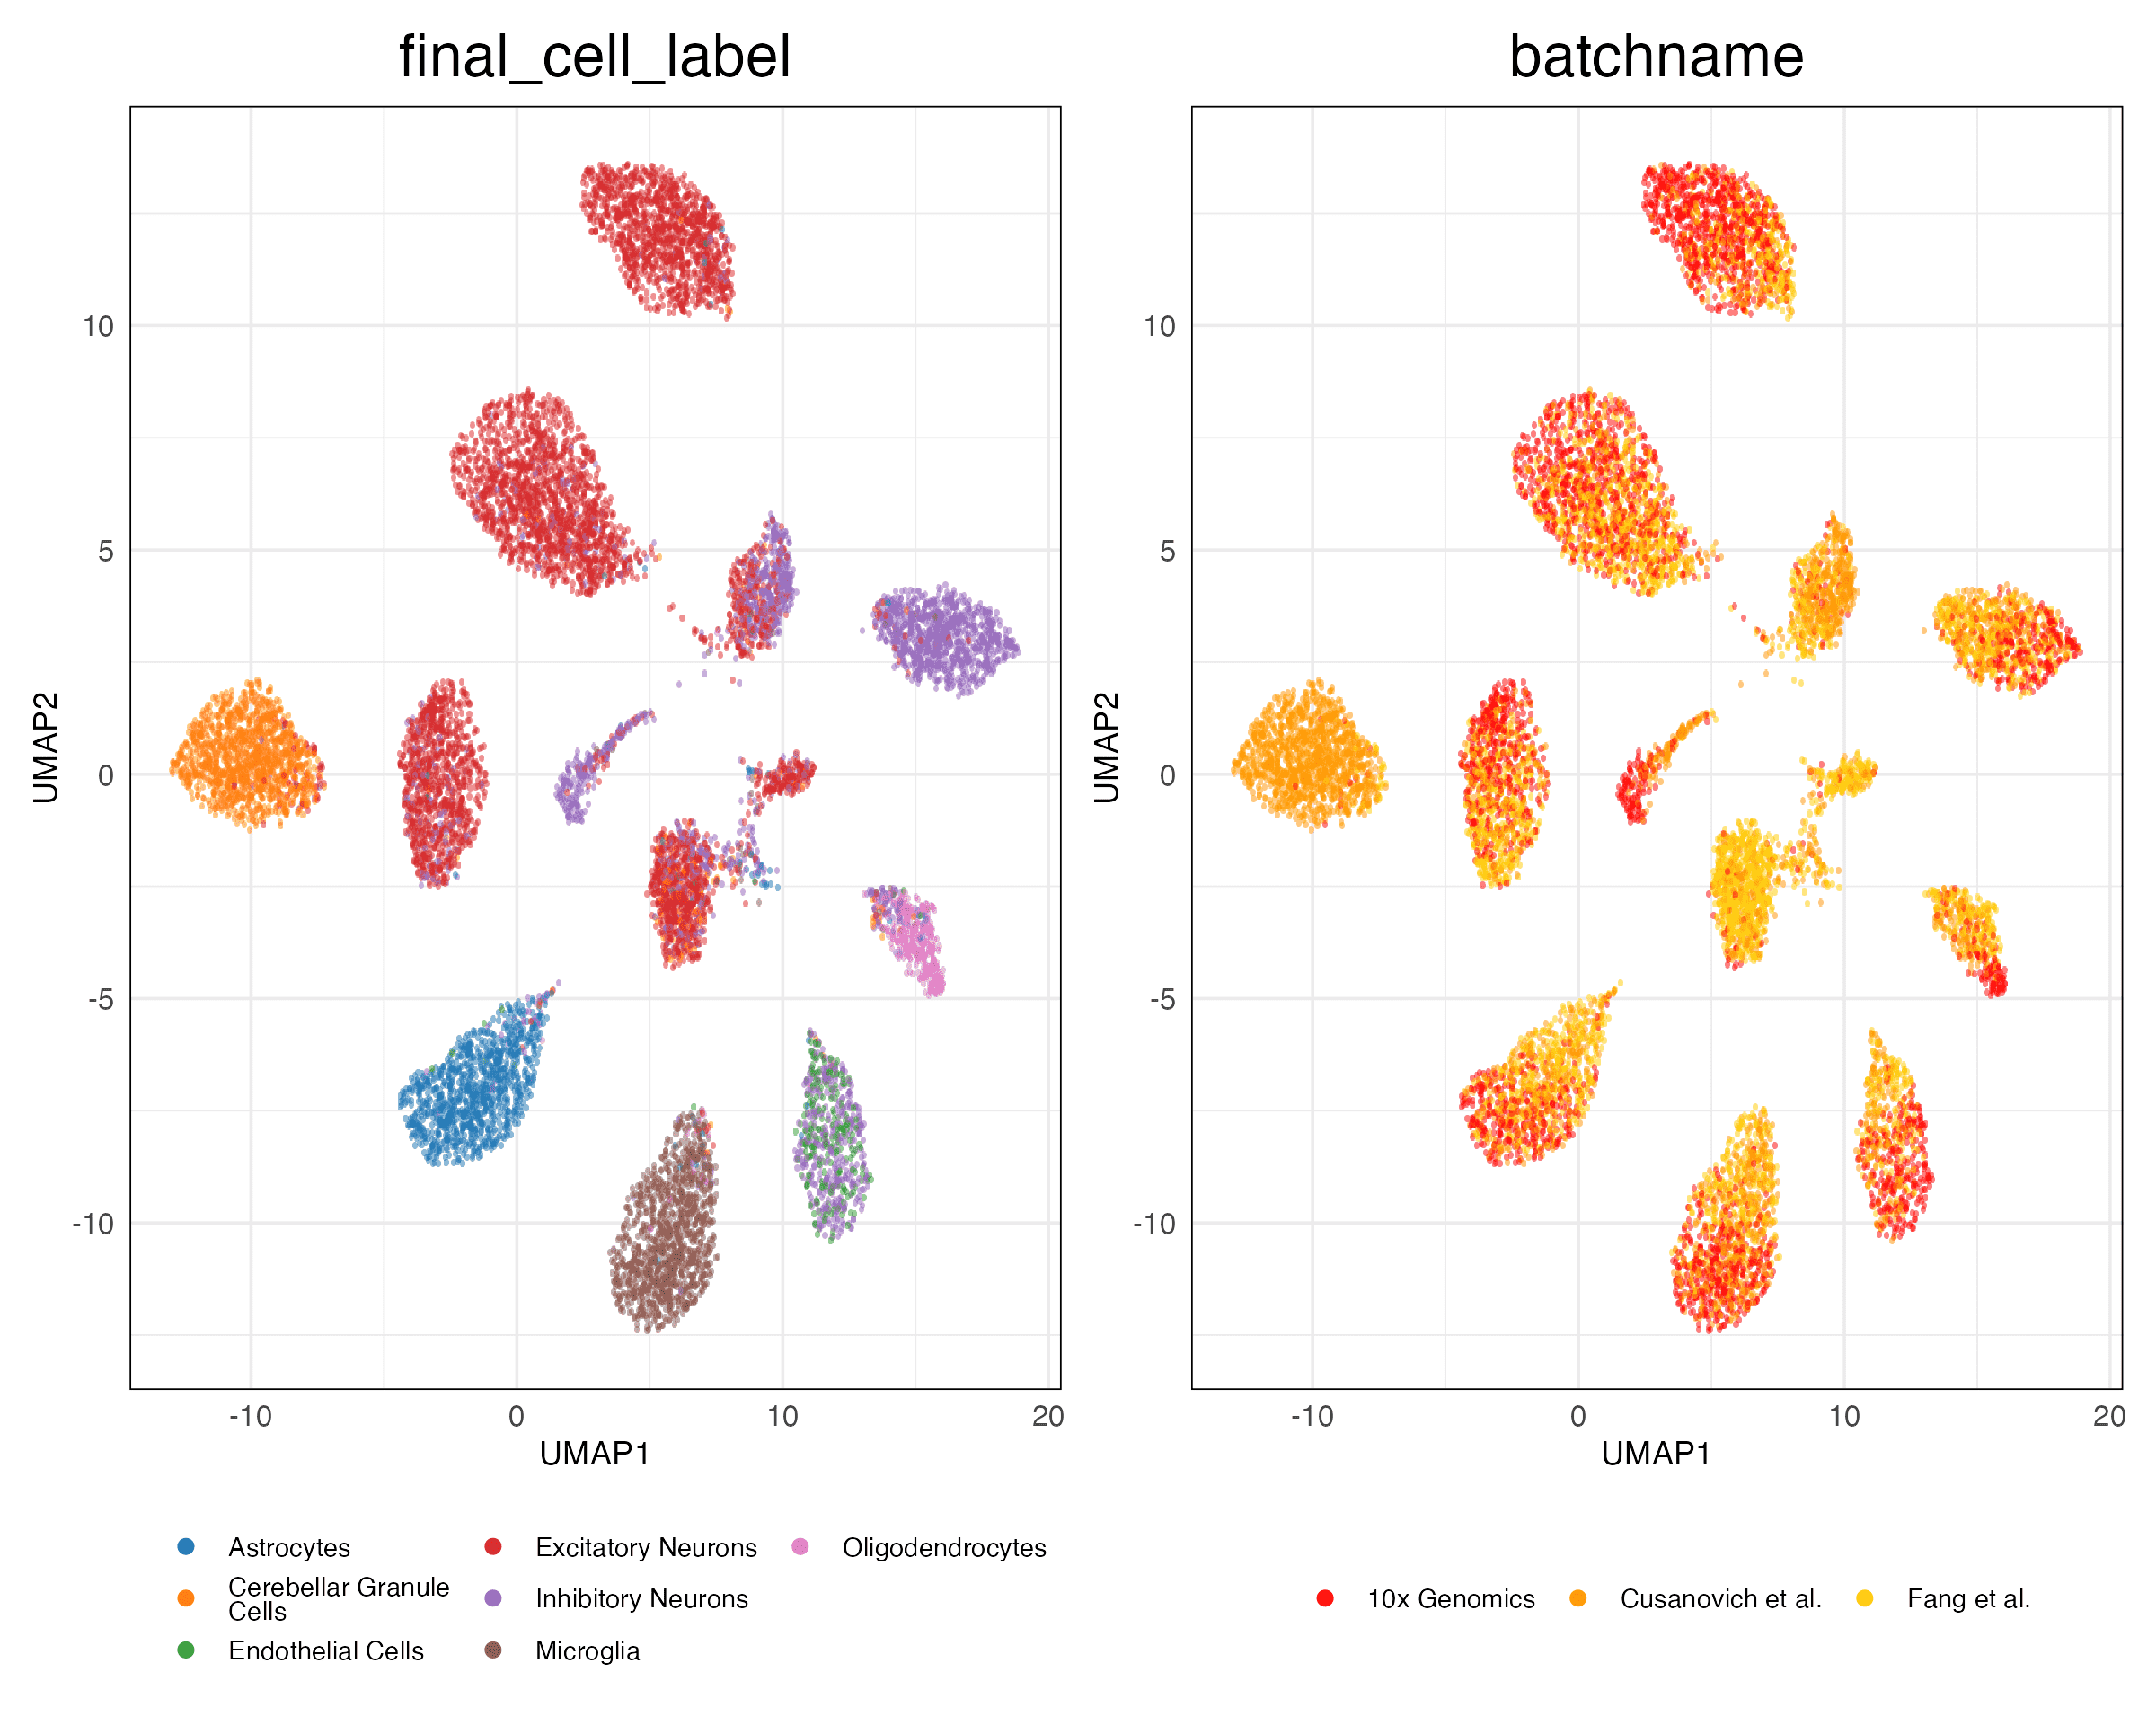 final_cell_label
batchname
UMAP2
10
5
0
-5
-10
-10
0
10
20
UMAP1
UMAP2
10
5
0
-5
-10
-10
0
10
20
UMAP1
Astrocytes
Cerebellar Granule
Cells
Endothelial Cells
Excitatory Neurons
Inhibitory Neurons
Microglia
Oligodendrocytes
10x Genomics
Cusanovich et al.
Fang et al.